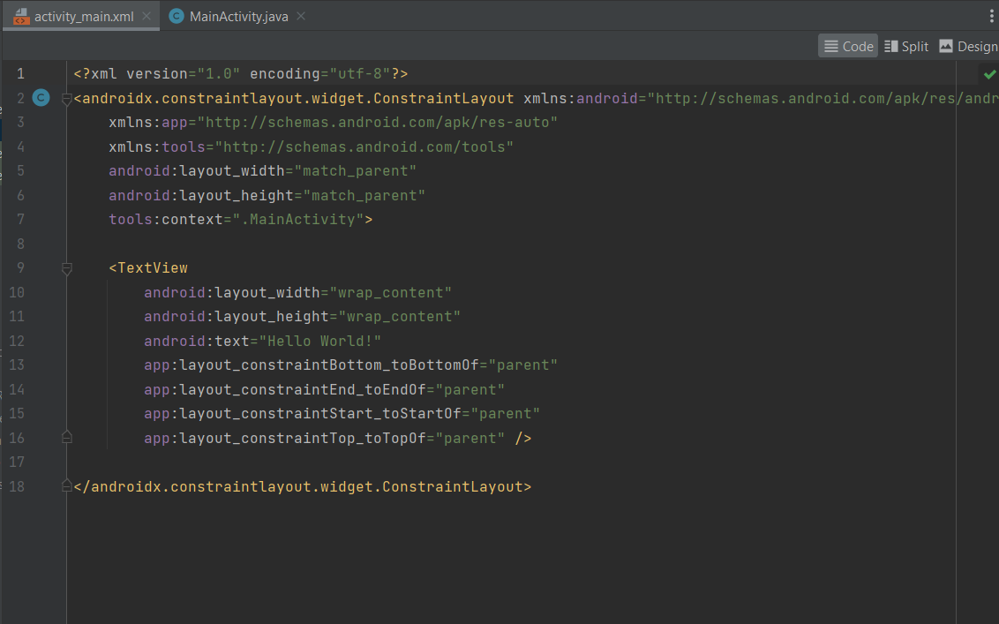 activity_main.xml
MainActivity.java
Code Split Design
1 <?xml version="1.0" encoding="utf-8"?>
2 <androidx.constraintlayout.widget.ConstraintLayout xmlns:android="http://schemas.android.com/apk/res/andr
3 xmlns:app="http://schemas.android.com/apk/res-auto"
4 xmlns:tools="http://schemas.android.com/tools"
5 android:layout_width="match_parent"
6 android:layout_height="match_parent"
7 tools:context=".MainActivity">
8
9 <TextView
10 android:layout_width="wrap_content"
11 android:layout_height="wrap_content"
12 android:text="Hello World!"
13 app:layout_constraintBottom_toBottomOf="parent"
14 app:layout_constraintEnd_toEndOf="parent"
15 app:layout_constraintStart_toStartOf="parent"
16 app:layout_constraintTop_toTopOf="parent" />
17
18 </androidx.constraintlayout.widget.ConstraintLayout>